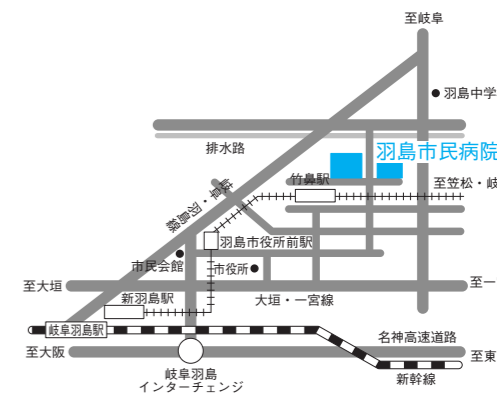 至岐阜
羽島中学
排水路
羽島市民病院
竹鼻駅
至笠松・岐
岐阜・羽島線
羽島市役所前駅
市民会館
市役所
至大垣
至一
新羽島駅
大垣・一宮線
岐阜羽島駅
名神高速道路
至大阪
至東
岐阜羽島
インターチェンジ
新幹線